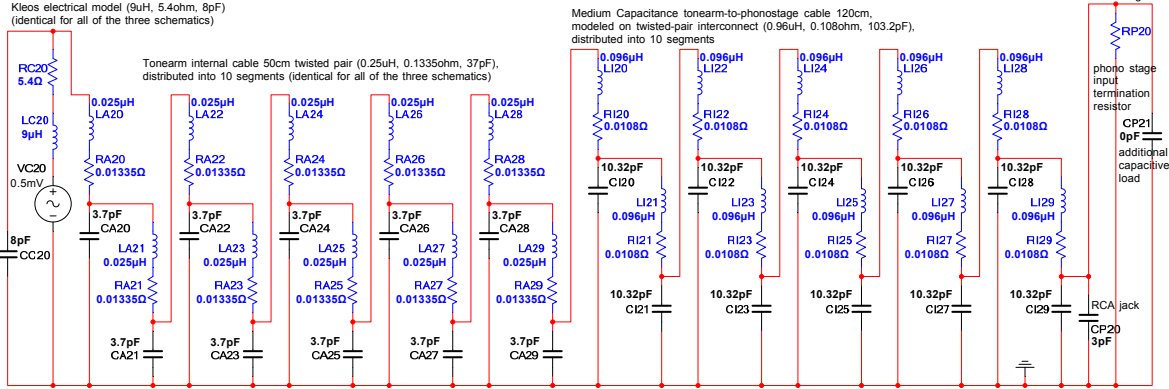 Kleos electrical model (9uH, 5.4ohm, 8pF)
(identical for all of the three schematics)
Medium Capacitance tonearm-to-phonostage cable 120cm,
modeled on twisted-pair interconnect (0.96uH, 0.108ohm, 103.2pF),
distributed into 10 segments
Tonearm internal cable 50cm twisted pair (0.25uH, 0.1335ohm, 37pF),
distributed into 10 segments (identical for all of the three schematics)
RC20
5.4Ω
LC20
9µH
VC20
0.5mV
8pF
CC20
0.025µH
LA20
RA20
0.01335Ω
3.7pF
CA20
LA21
0.025µH
RA21
0.01335Ω
3.7pF
CA21
0.025µH
LA22
RA22
0.01335Ω
3.7pF
CA22
LA23
0.025µH
RA23
0.01335Ω
3.7pF
CA23
0.025µH
LA24
RA24
0.01335Ω
3.7pF
CA24
LA25
0.025µH
RA25
0.01335Ω
3.7pF
CA25
0.025µH
LA26
RA26
0.01335Ω
3.7pF
CA26
LA27
0.025µH
RA27
0.01335Ω
3.7pF
CA27
0.025µH
LA28
RA28
0.01335Ω
3.7pF
CA28
LA29
0.025µH
RA29
0.01335Ω
3.7pF
CA29
0.096µH
LI20
RI20
0.0108Ω
10.32pF
CI20
LI21
0.096µH
RI21
0.0108Ω
10.32pF
CI21
0.096µH
LI22
RI22
0.0108Ω
10.32pF
CI22
LI23
0.096µH
RI23
0.0108Ω
10.32pF
CI23
0.096µH
LI24
RI24
0.0108Ω
10.32pF
CI24
LI25
0.096µH
RI25
0.0108Ω
10.32pF
CI25
0.096µH
LI26
RI26
0.0108Ω
10.32pF
CI26
LI27
0.096µH
RI27
0.0108Ω
10.32pF
CI27
0.096µH
LI28
RI28
0.0108Ω
10.32pF
CI28
LI29
0.096µH
RI29
0.0108Ω
10.32pF
CI29
RP20
phono stage
input
termination
resistor
CP21
0pF
additional
capacitive
load
RCA jack
CP20
3pF